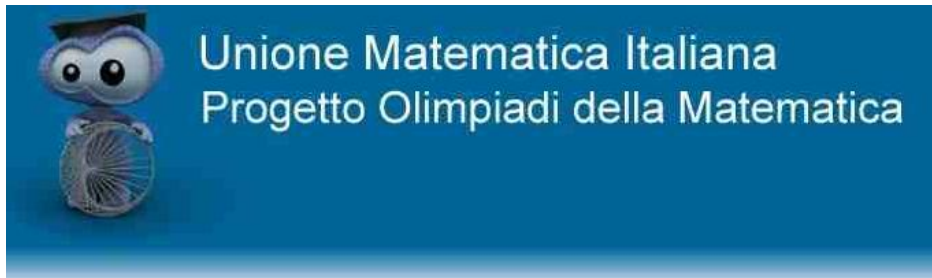 Unione Matematica Italiana
Progetto Olimpiadi della Matematica